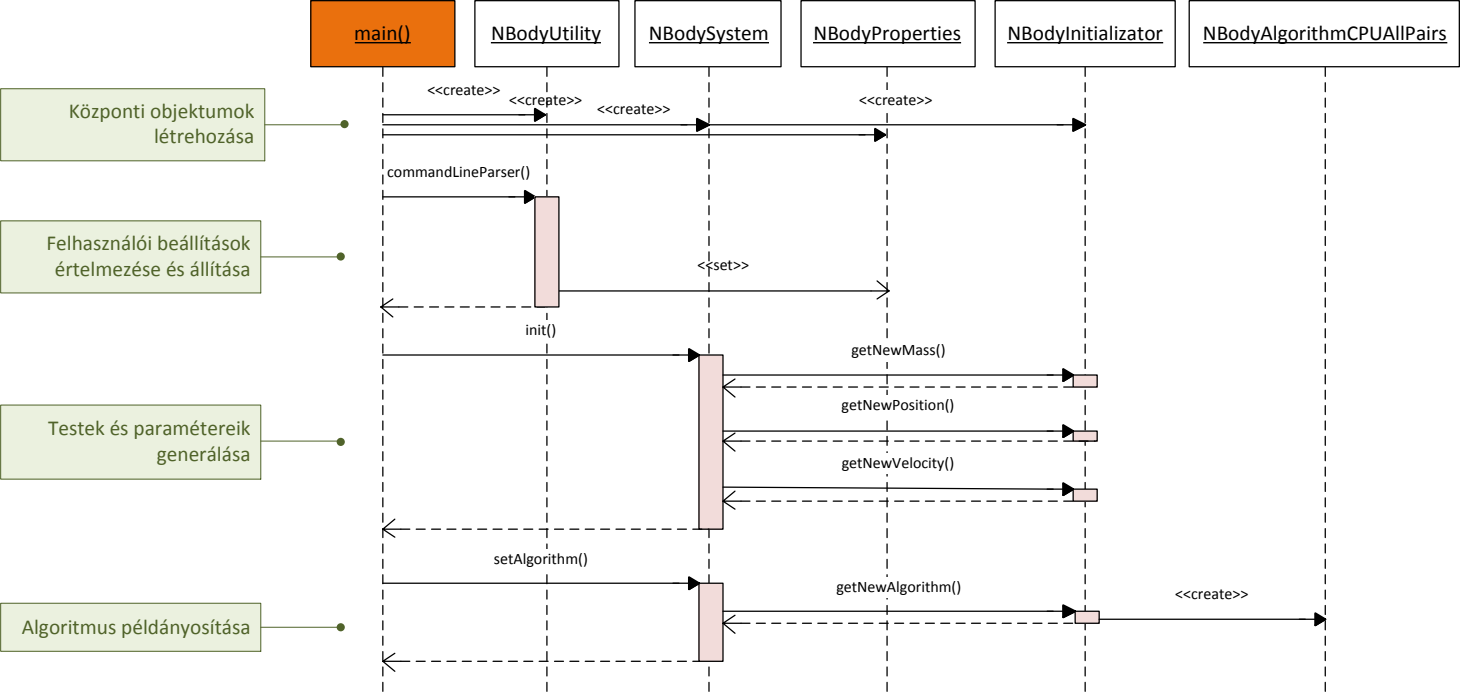 main()
NBodyUtility
NBodySystem
NBodyProperties
NBodyInitializator
NBodyAlgorithmCPUAllPairs
Központi objektumok
létrehozása
<<create>>
<<create>>
<<create>>
<<create>>
commandLineParser()
Felhasználói beállítások
értelmezése és állítása
<<set>>
init()
getNewMass()
getNewPosition()
Testek és paramétereik
generálása
getNewVelocity()
setAlgorithm()
getNewAlgorithm()
<<create>>
Algoritmus példányosítása